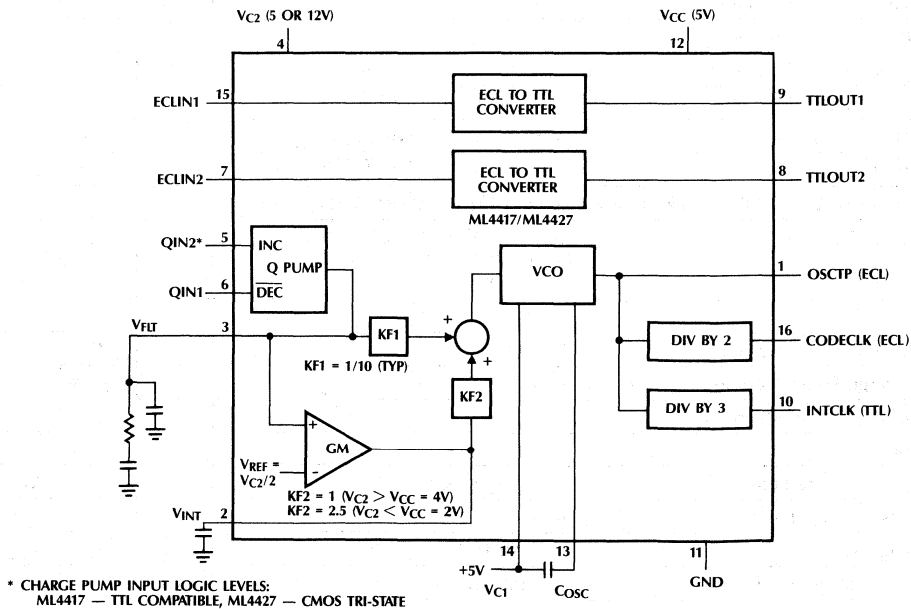 VC2 (5 OR 12V)
VCC (5V)
4
12
ECLIN1
15
ECL TO TTL
CONVERTER
9
TTLOUT1
ECLIN2
7
ECL TO TTL
CONVERTER
8
TTLOUT2
ML4417/ML4427
QIN2*
5
INC
Q PUMP
QIN1
6
DEC
VCO
1
OSCTP (ECL)
VFLT
3
KF1
+
KF1 = 1/10 (TYP)
+
DIV BY 2
16
CODECLK (ECL)
KF2
DIV BY 3
10
INTCLK (TTL)
+
GM
-
VREF =
VC2/2
KF2 = 1 (VC2 > VCC = 4V)
KF2 = 2.5 (VC2 < VCC = 2V)
VINT
2
14
13
11
+5V
VC1
COSC
GND
* CHARGE PUMP INPUT LOGIC LEVELS:
ML4417 — TTL COMPATIBLE, ML4427 — CMOS TRI-STATE